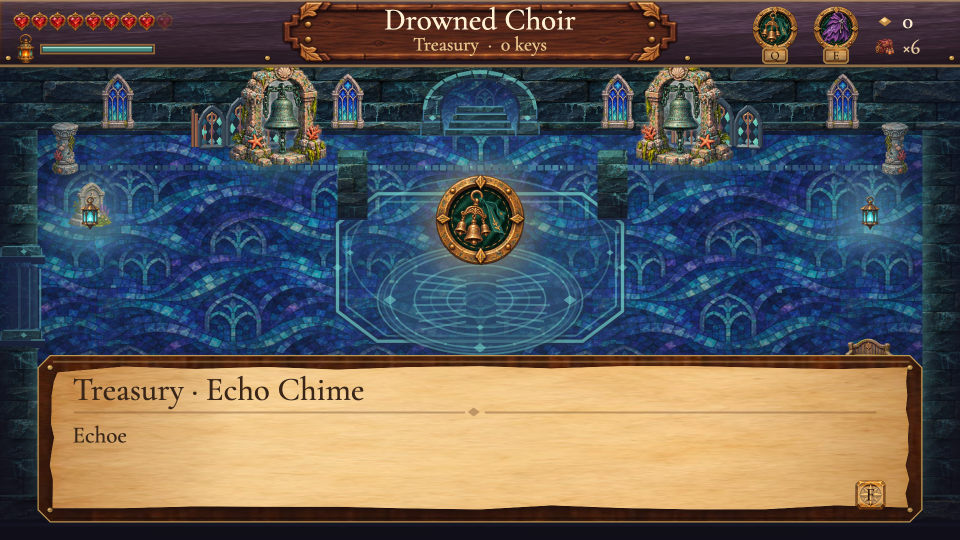 Drowned Choir
Treasury · 0 keys
Q
E
0
×6
Treasury · Echo Chime
Echoe
F